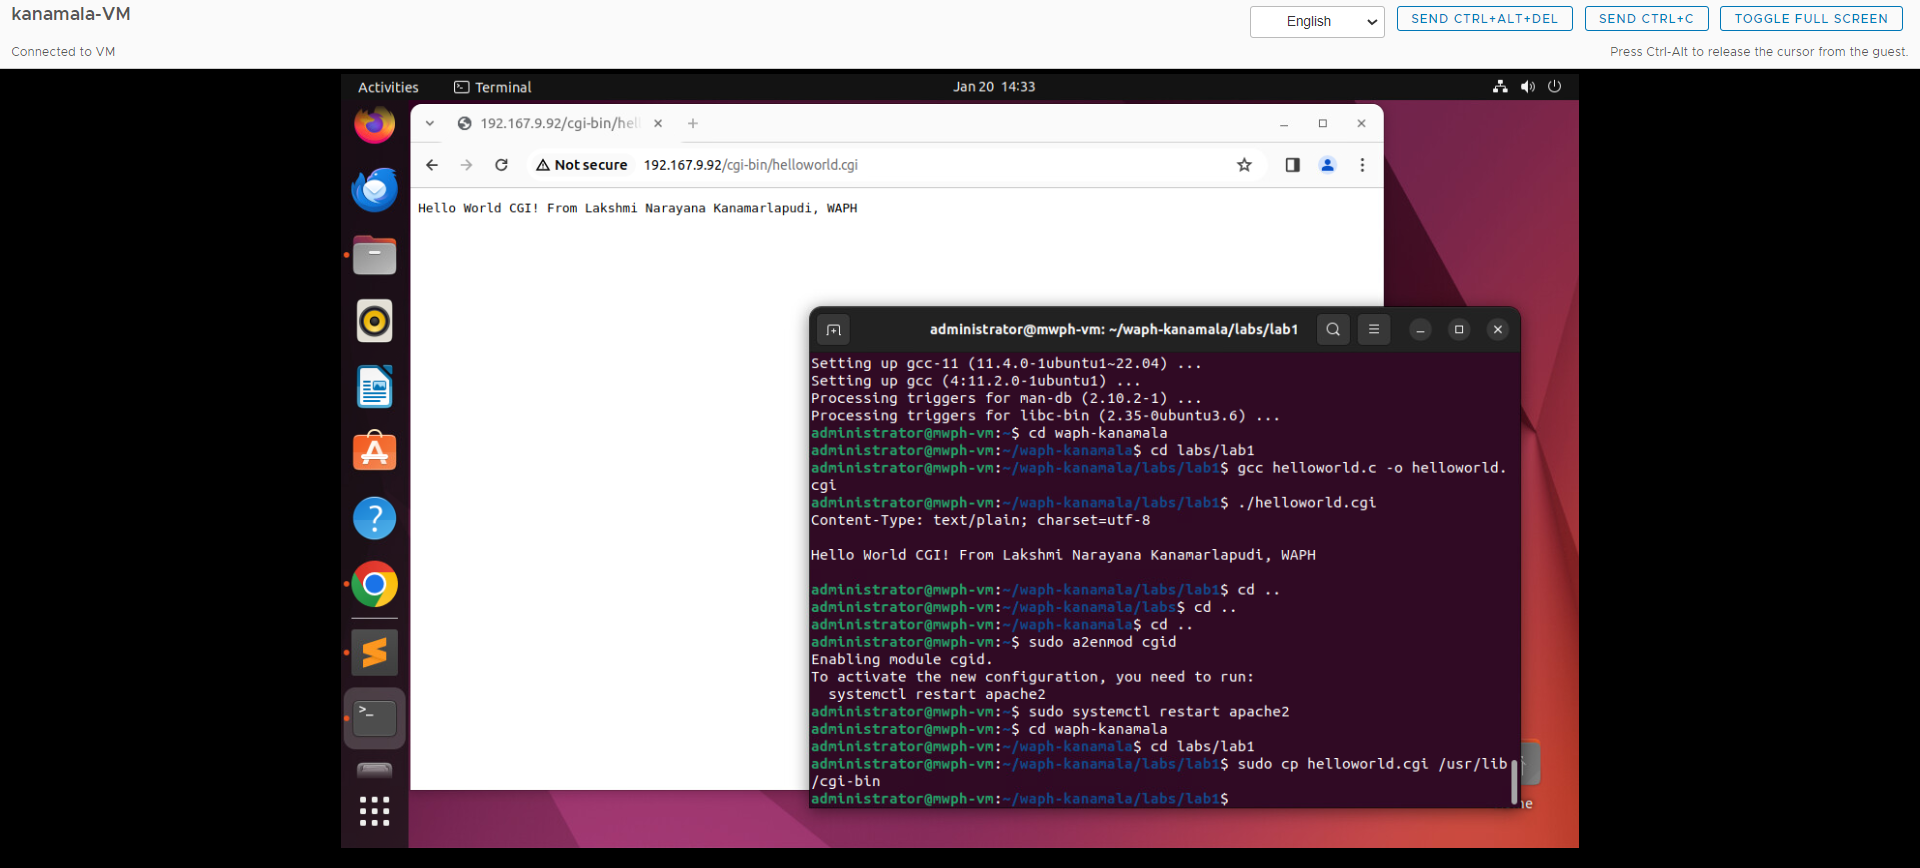 kanamala-VM
English
SEND CTRL+ALT+DEL
SEND CTRL+C
TOGGLE FULL SCREEN
Connected to VM
Press Ctrl-Alt to release the cursor from the guest.
Activities
Terminal
Jan 20 14:33
192.167.9.92/cgi-bin/hel
Not secure
192.167.9.92/cgi-bin/helloworld.cgi
Hello World CGI! From Lakshmi Narayana Kanamarlapudi, WAPH
administrator@mwph-vm: ~/waph-kanamala/labs/lab1
Setting up gcc-11 (11.4.0-1ubuntu1~22.04) ...
Setting up gcc (4:11.2.0-1ubuntu1) ...
Processing triggers for man-db (2.10.2-1) ...
Processing triggers for libc-bin (2.35-0ubuntu3.6) ...
administrator@mwph-vm:~$ cd waph-kanamala
administrator@mwph-vm:~/waph-kanamala$ cd labs/lab1
administrator@mwph-vm:~/waph-kanamala/labs/lab1$ gcc helloworld.c -o helloworld.
cgi
administrator@mwph-vm:~/waph-kanamala/labs/lab1$ ./helloworld.cgi
Content-Type: text/plain; charset=utf-8
Hello World CGI! From Lakshmi Narayana Kanamarlapudi, WAPH
administrator@mwph-vm:~/waph-kanamala/labs/lab1$ cd ..
administrator@mwph-vm:~/waph-kanamala/labs$ cd ..
administrator@mwph-vm:~/waph-kanamala$ cd ..
administrator@mwph-vm:~$ sudo a2enmod cgid
Enabling module cgid.
To activate the new configuration, you need to run:
systemctl restart apache2
administrator@mwph-vm:~$ sudo systemctl restart apache2
administrator@mwph-vm:~$ cd waph-kanamala
administrator@mwph-vm:~/waph-kanamala$ cd labs/lab1
administrator@mwph-vm:~/waph-kanamala/labs/lab1$ sudo cp helloworld.cgi /usr/lib
/cgi-bin
administrator@mwph-vm:~/waph-kanamala/labs/lab1$